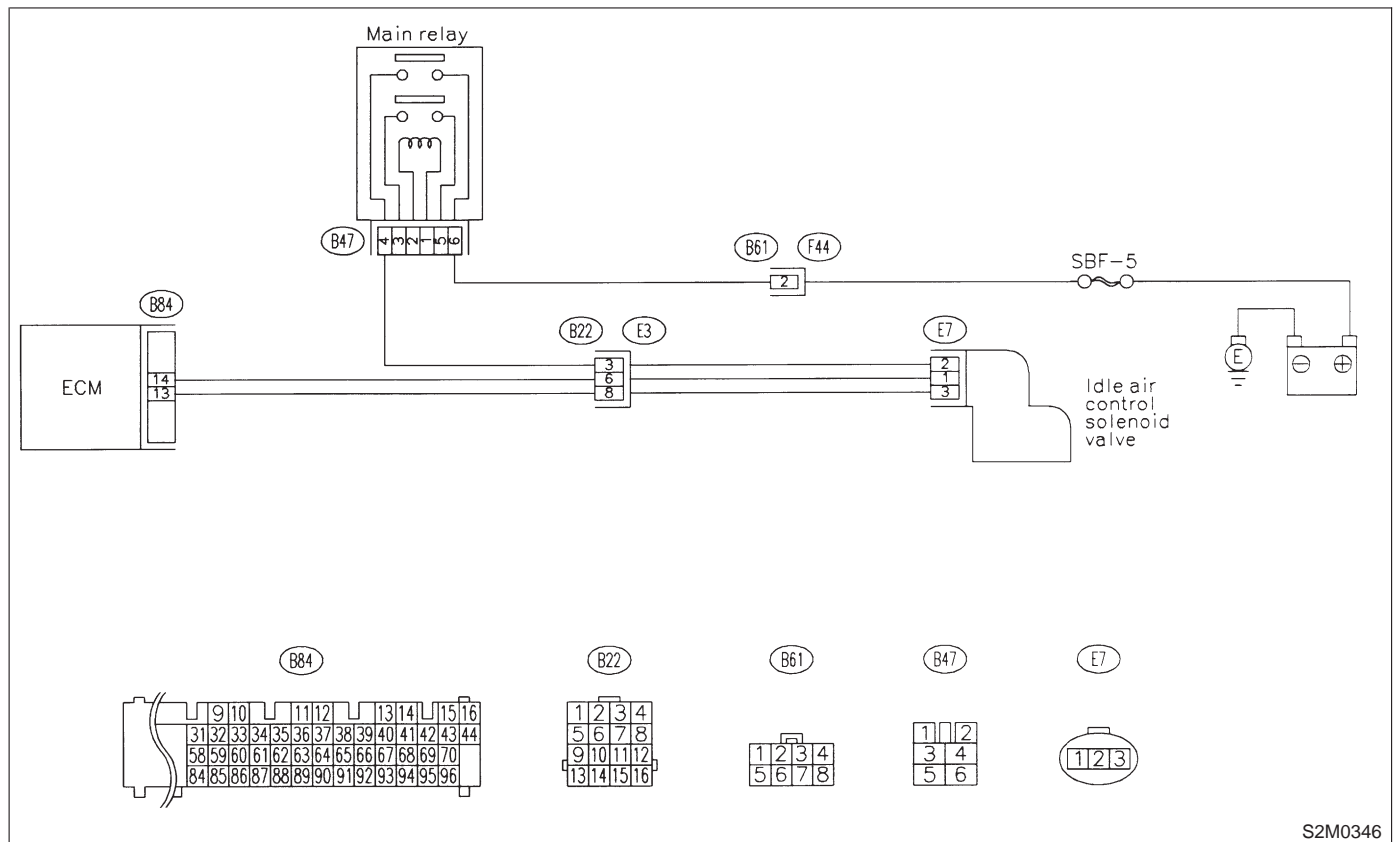 Main relay
B47
4 3 2 1 5 6
B61 F44
2
SBF-5
B84
ECM
14
13
B22 E3
3
6
8
E7
2
1
3
E
⊖ ⊕
Idle air
control
solenoid
valve
B84
9 10 11 12 13 14 15 16
31 32 33 34 35 36 37 38 39 40 41 42 43 44
58 59 60 61 62 63 64 65 66 67 68 69 70
84 85 86 87 88 89 90 91 92 93 94 95 96
B22
1 2 3 4
5 6 7 8
9 10 11 12
13 14 15 16
B61
1 2 3 4
5 6 7 8
B47
1 2
3 4
5 6
E7
1 2 3
S2M0346